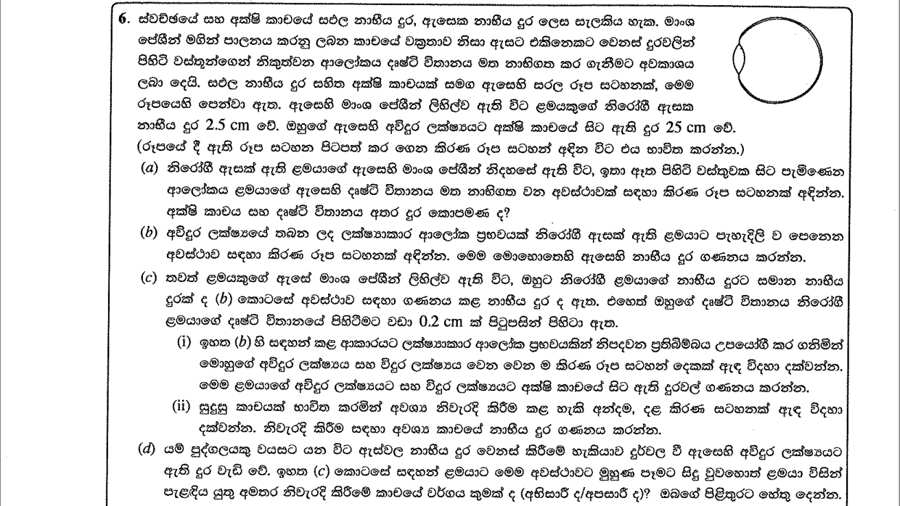 6. ස්වච්ඡයේ සහ අක්ෂි කාචයේ සඵල නාභීය දුර, ඇසෙක නාභීය දුර ලෙස සැලකිය හැක. මාංශ
පේශීන් මගින් පාලනය කරනු ලබන කාචයේ වක්‍රතාව නිසා ඇසට එකිනෙකට වෙනස් දුරවලින්
පිහිටි වස්තූන්ගෙන් නිකුත්වන ආලෝකය දෘෂ්ටි විතානය මත නාභිගත කර ගැනීමට අවකාශය
ලබා දෙයි. සඵල නාභීය දුර සහිත අක්ෂි කාචයක් සමග ඇසෙහි සරල රූප සටහනක්, මෙම
රූපයෙහි පෙන්වා ඇත. ඇසෙහි මාංශ පේශීන් ලිහිල්ව ඇති විට ළමයකුගේ නිරෝගී ඇසක
නාභීය දුර 2.5 cm වේ. ඔහුගේ ඇසෙහි අවිදුර ලක්ෂ්‍යයට අක්ෂි කාචයේ සිට ඇති දුර 25 cm වේ.
(රූපයේ දී ඇති රූප සටහන පිටපත් කර ගෙන කිරණ රූප සටහන් අඳින විට එය භාවිත කරන්න.)
(a) නිරෝගී ඇසක් ඇති ළමයාගේ ඇසෙහි මාංශ පේශීන් නිදහසේ ඇති විට, ඉතා ඈත පිහිටි වස්තුවක සිට පැමිණෙන
ආලෝකය ළමයාගේ ඇසෙහි දෘෂ්ටි විතානය මත නාභිගත වන අවස්ථාවක් සඳහා කිරණ රූප සටහනක් අඳින්න.
අක්ෂි කාචය සහ දෘෂ්ටි විතානය අතර දුර කොපමණ ද?
(b) අවිදුර ලක්ෂ්‍යයේ තබන ලද ලක්ෂ්‍යාකාර ආලෝක ප්‍රභවයක් නිරෝගී ඇසක් ඇති ළමයාට පැහැදිලි ව පෙනෙන
අවස්ථාව සඳහා කිරණ රූප සටහනක් අඳින්න. මෙම මොහොතෙහි ඇසෙහි නාභීය දුර ගණනය කරන්න.
(c) තවත් ළමයකුගේ ඇසේ මාංශ පේශීන් ලිහිල්ව ඇති විට, ඔහුට නිරෝගී ළමයාගේ නාභීය දුරට සමාන නාභීය
දුරක් ද (b) කොටසේ අවස්ථාව සඳහා ගණනය කළ නාභීය දුර ද ඇත. එහෙත් ඔහුගේ දෘෂ්ටි විතානය නිරෝගී
ළමයාගේ දෘෂ්ටි විතානයේ පිහිටීමට වඩා 0.2 cm ක් පිටුපසින් පිහිටා ඇත.
(i) ඉහත (b) හි සඳහන් කළ ආකාරයට ලක්ෂ්‍යාකාර ආලෝක ප්‍රභවයකින් නිපදවන ප්‍රතිබිම්බය උපයෝගී කර ගනිමින්
මොහුගේ අවිදුර ලක්ෂ්‍යය සහ විදුර ලක්ෂ්‍යය වෙන වෙන ම කිරණ රූප සටහන් දෙකක් ඇඳ විදහා දක්වන්න.
මෙම ළමයාගේ අවිදුර ලක්ෂ්‍යයට සහ විදුර ලක්ෂ්‍යයට අක්ෂි කාචයේ සිට ඇති දුරවල් ගණනය කරන්න.
(ii) සුදුසු කාචයක් භාවිත කරමින් අවශ්‍ය නිවැරදි කිරීම කළ හැකි අන්දම, දළ කිරණ සටහනක් ඇඳ විදහා
දක්වන්න. නිවැරදි කිරීම සඳහා අවශ්‍ය කාචයේ නාභීය දුර ගණනය කරන්න.
(d) යම් පුද්ගලයකු වයසට යන විට ඇස්වල නාභීය දුර වෙනස් කිරීමේ හැකියාව දුර්වල වී ඇසෙහි අවිදුර ලක්ෂ්‍යයට
ඇති දුර වැඩි වේ. ඉහත (c) කොටසේ සඳහන් ළමයාට මෙම අවස්ථාවට මුහුණ පෑමට සිදු වුවහොත් ළමයා විසින්
පැළඳිය යුතු අමතර නිවැරදි කිරීමේ කාචයේ වර්ගය කුමක් ද (අභිසාරී ද/අපසාරී ද)? ඔබගේ පිළිතුරට හේතු දෙන්න.